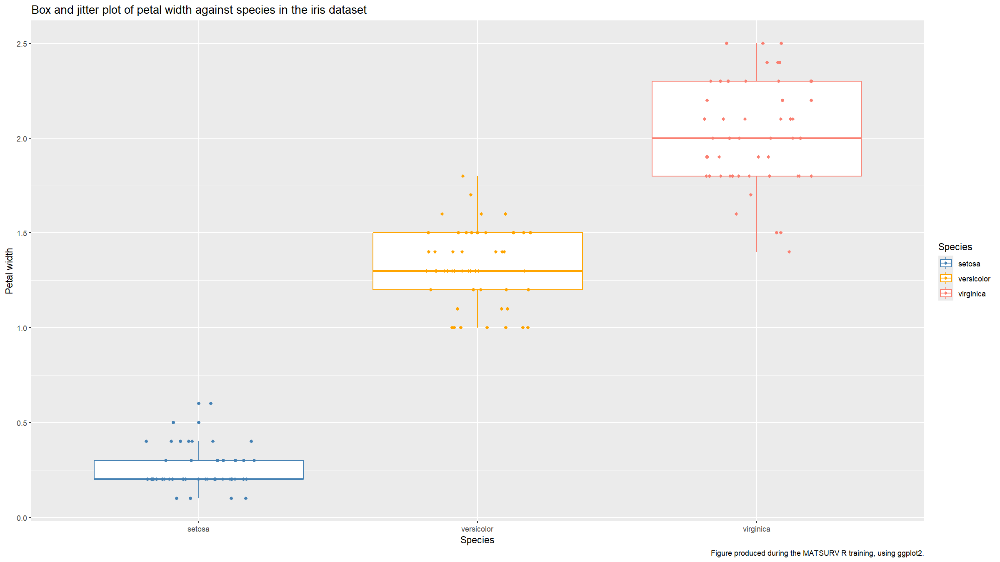 Box and jitter plot of petal width against species in the iris dataset
2.5
2.0
1.5
1.0
0.5
0.0
Petal width
setosa
versicolor
virginica
Species
Species
setosa
versicolor
virginica
Figure produced during the MATSURV R training, using ggplot2.